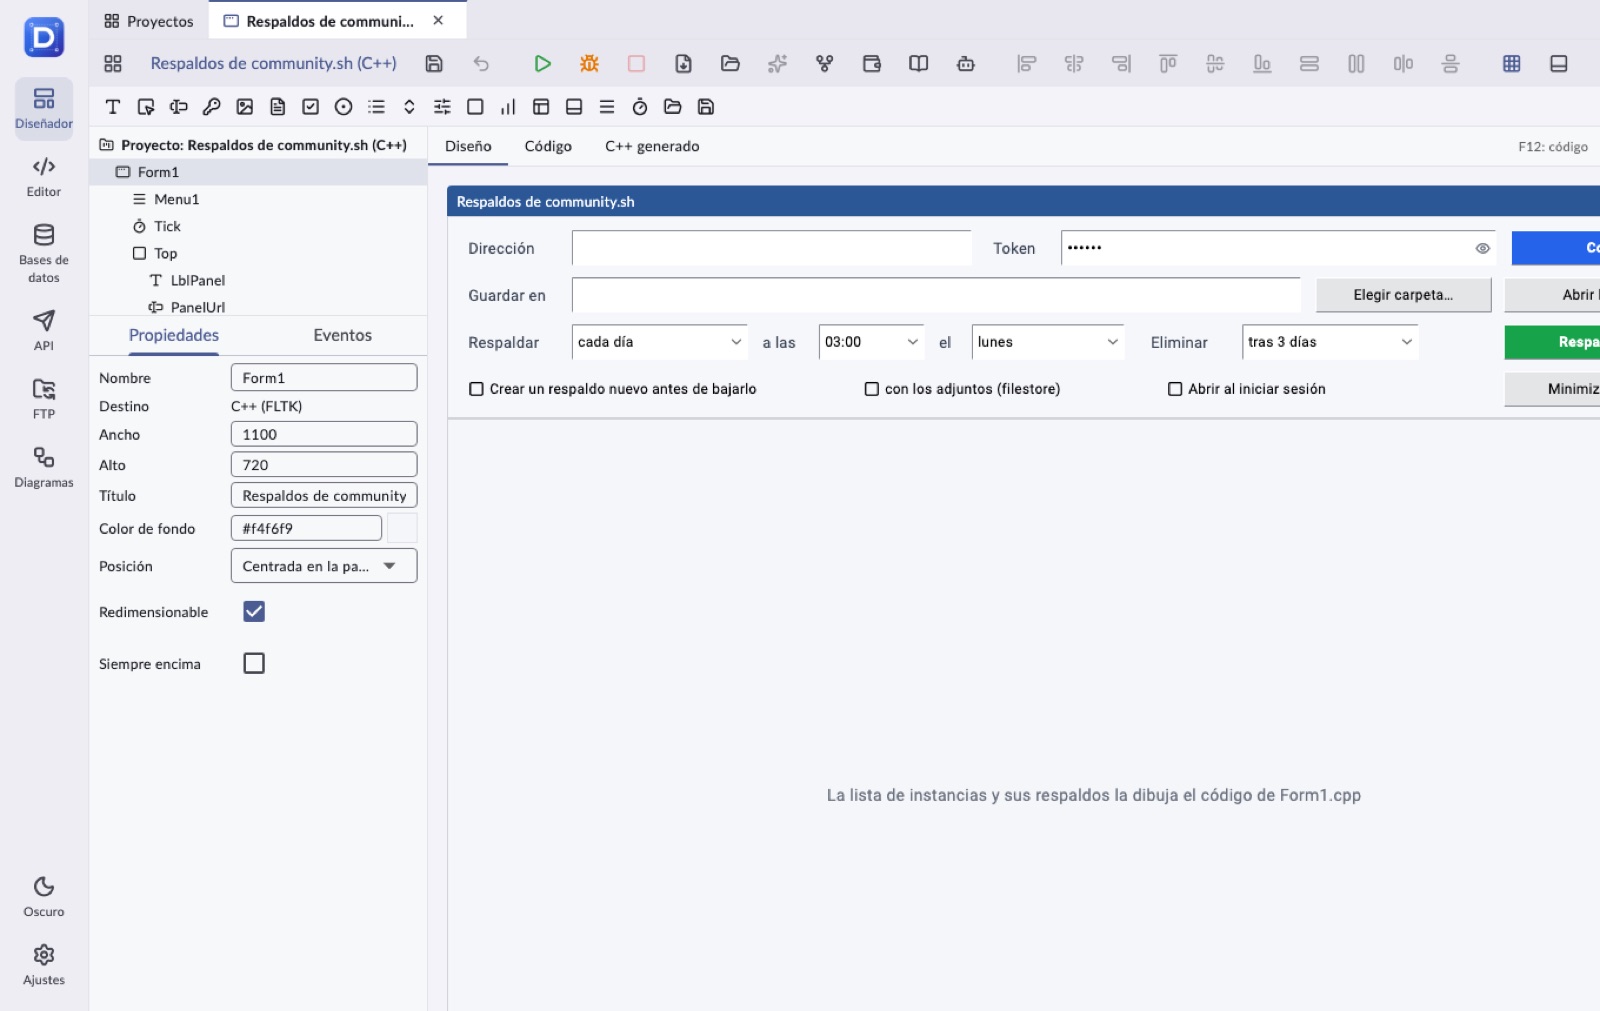 Proyectos
Respaldos de communi...
Respaldos de community.sh (C++)
Diseñador
Editor
Bases de datos
API
FTP
Diagramas
Oscuro
Ajustes
Proyecto: Respaldos de community.sh (C++)
Form1
Menu1
Tick
Top
LblPanel
PanelUrl
Propiedades
Eventos
Nombre
Form1
Destino
C++ (FLTK)
Ancho
1100
Alto
720
Título
Respaldos de community
Color de fondo
#f4f6f9
Posición
Centrada en la pa...
Redimensionable
Siempre encima
Diseño
Código
C++ generado
F12: código
Respaldos de community.sh
Dirección
Token
••••••
Co
Guardar en
Elegir carpeta...
Abrir
Respaldar
cada día
a las
03:00
el
lunes
Eliminar
tras 3 días
Respa
Crear un respaldo nuevo antes de bajarlo
con los adjuntos (filestore)
Abrir al iniciar sesión
Minimiz
La lista de instancias y sus respaldos la dibuja el código de Form1.cpp